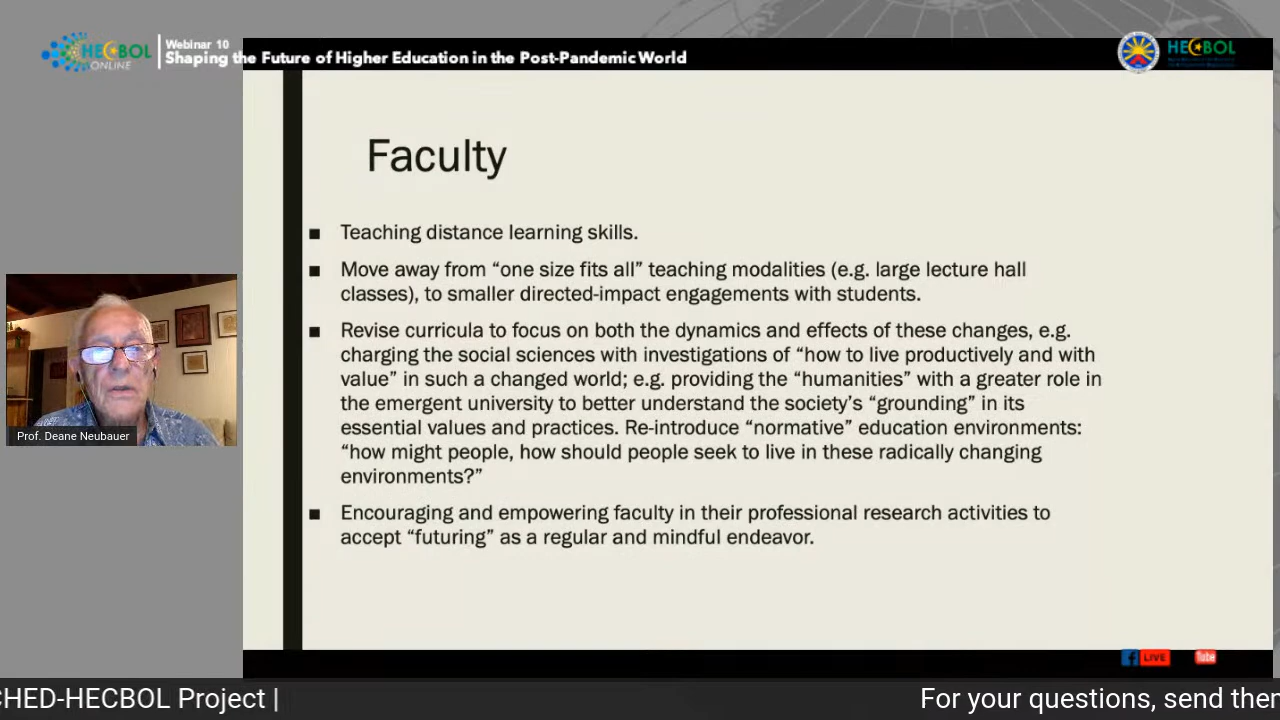 HECBOL
ONLINE
Webinar 10
Shaping the Future of Higher Education in the Post-Pandemic World
HECBOL
Faculty
■ Teaching distance learning skills.
■ Move away from “one size fits all” teaching modalities (e.g. large lecture hall
classes), to smaller directed-impact engagements with students.
■ Revise curricula to focus on both the dynamics and effects of these changes, e.g.
charging the social sciences with investigations of “how to live productively and with
value” in such a changed world; e.g. providing the “humanities” with a greater role in
the emergent university to better understand the society’s “grounding” in its
essential values and practices. Re-introduce “normative” education environments:
“how might people, how should people seek to live in these radically changing
environments?”
■ Encouraging and empowering faculty in their professional research activities to
accept “futuring” as a regular and mindful endeavor.
Prof. Deane Neubauer
LIVE
Tube
CHED-HECBOL Project |
For your questions, send them